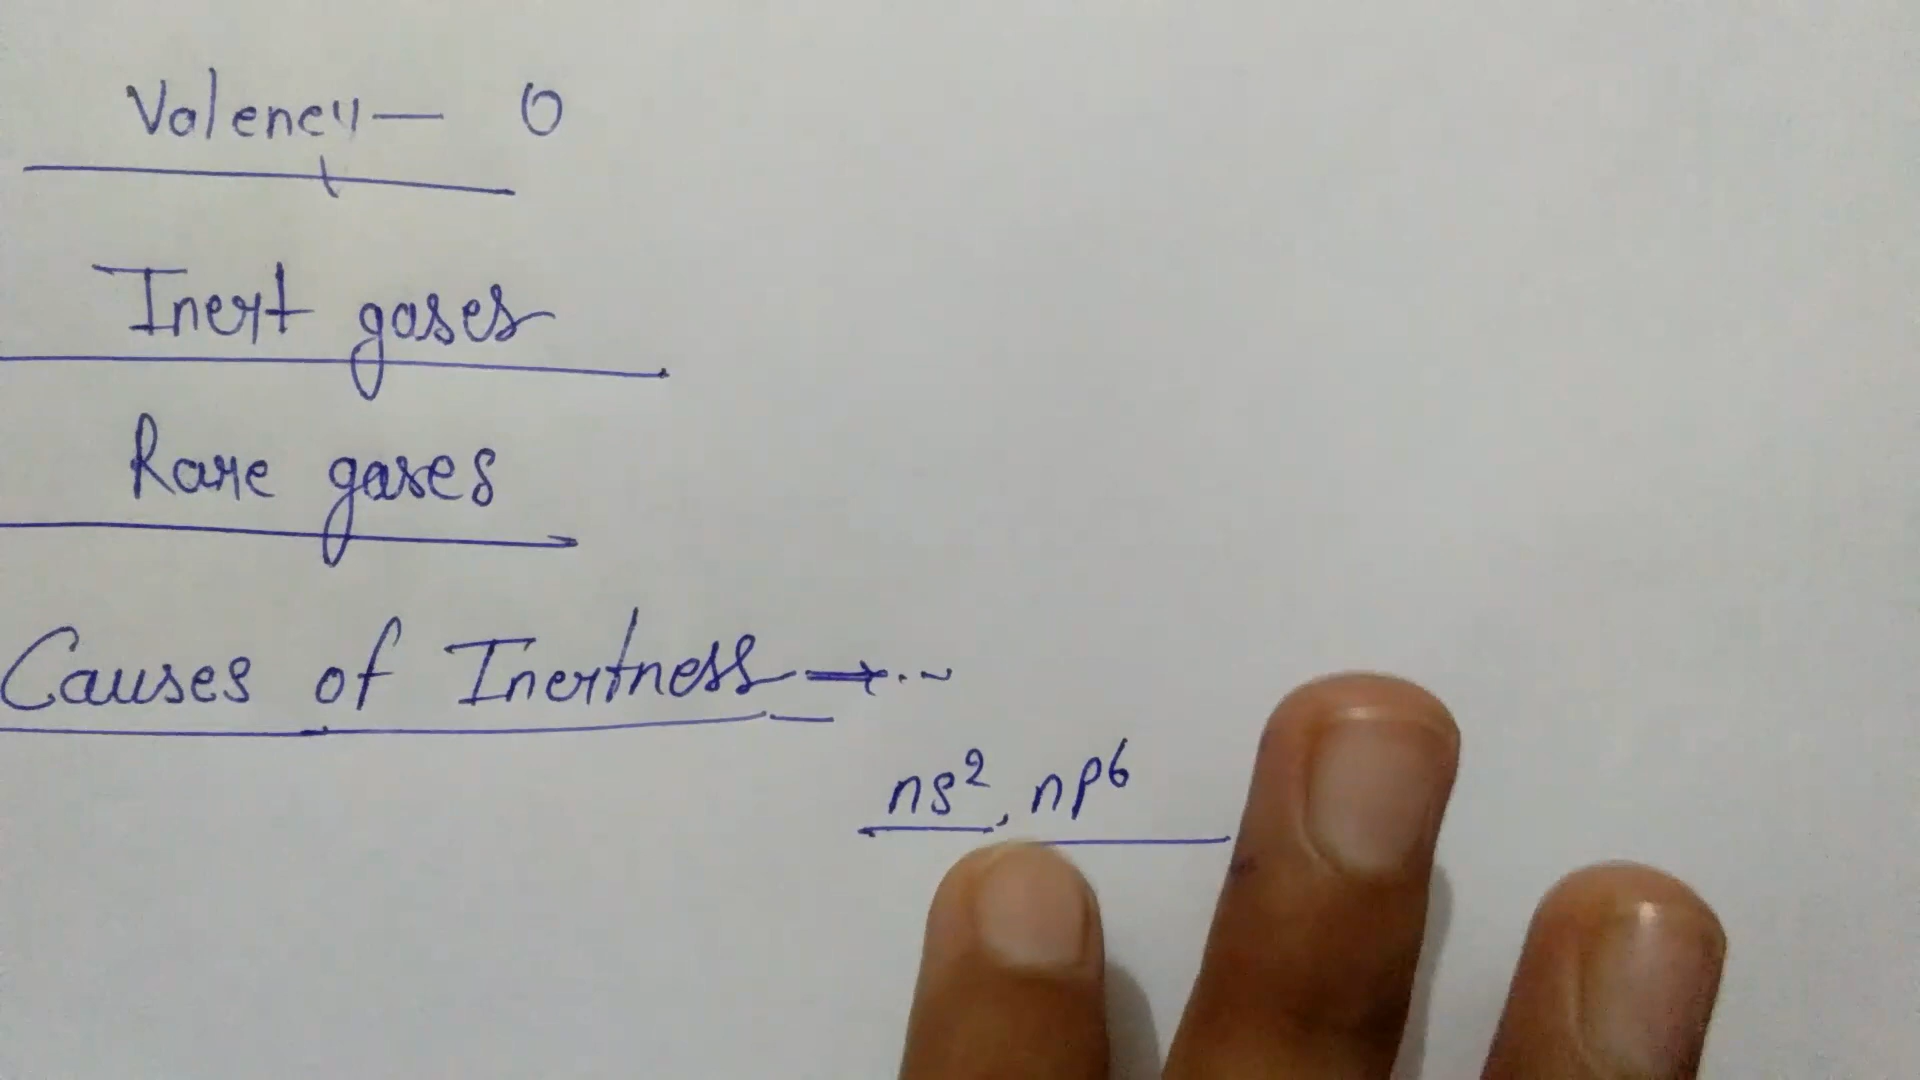 Valency — 0
Inert gases
Rare gases
Causes of Inertness →..
ns², np⁶